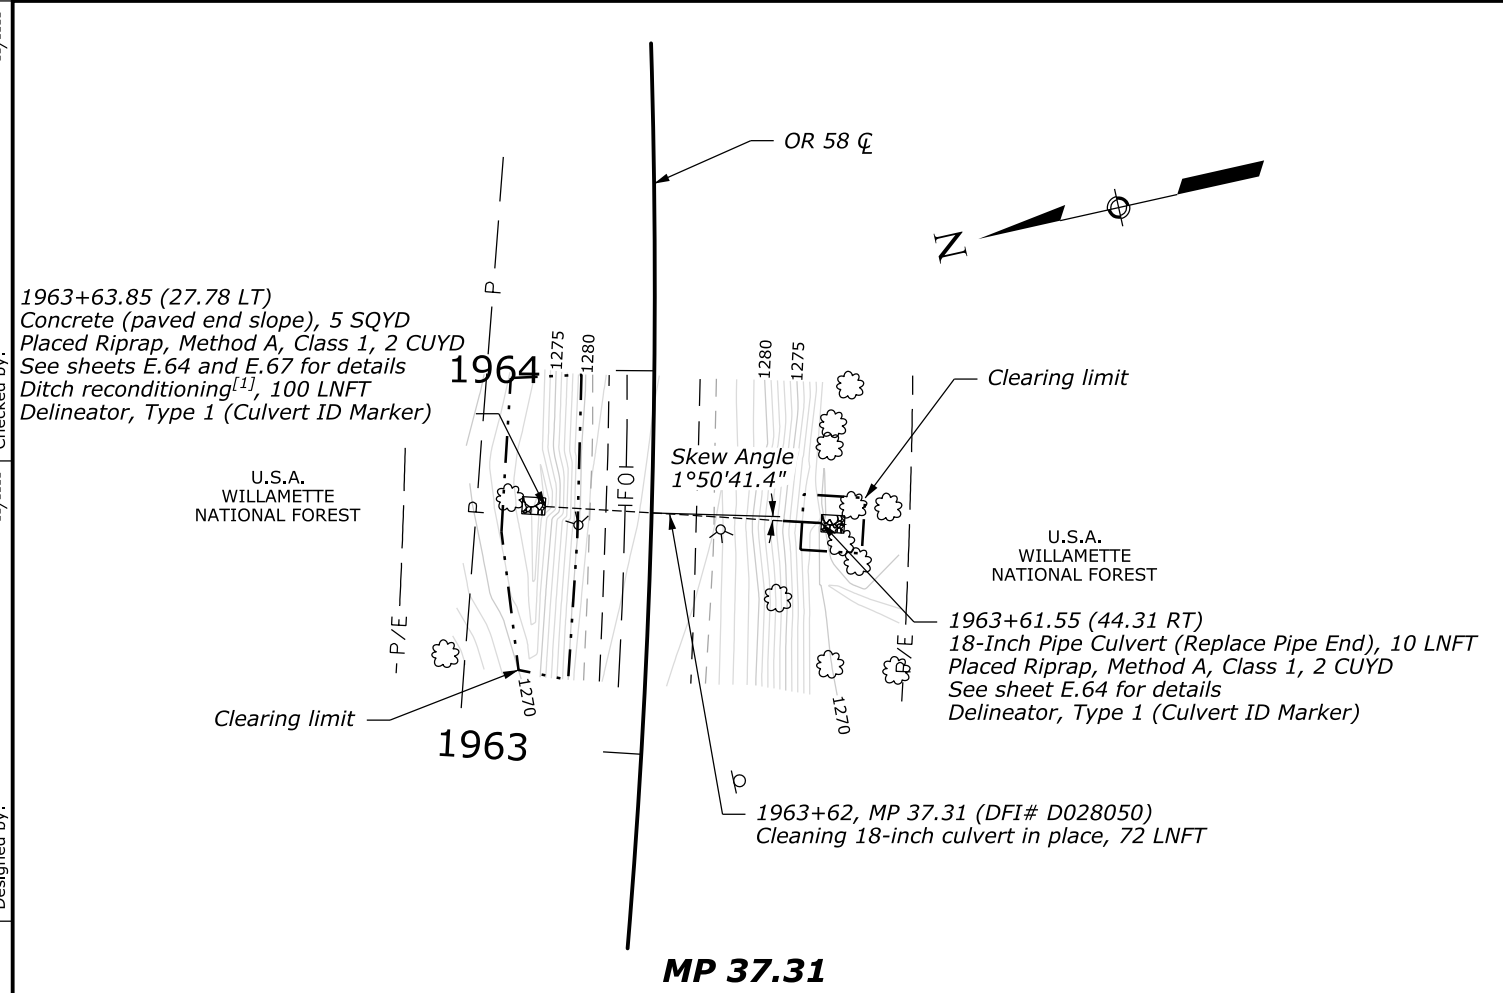 OR 58 ℄
N
1963+63.85 (27.78 LT)
Concrete (paved end slope), 5 SQYD
Placed Riprap, Method A, Class 1, 2 CUYD
See sheets E.64 and E.67 for details
Ditch reconditioning[1], 100 LNFT
Delineator, Type 1 (Culvert ID Marker)
P
1964
1275
1280
1280
1275
Clearing limit
Skew Angle
1°50'41.4"
FO
P
U.S.A.
WILLAMETTE
NATIONAL FOREST
U.S.A.
WILLAMETTE
NATIONAL FOREST
P/E
P/E
1963+61.55 (44.31 RT)
18-Inch Pipe Culvert (Replace Pipe End), 10 LNFT
Placed Riprap, Method A, Class 1, 2 CUYD
See sheet E.64 for details
Delineator, Type 1 (Culvert ID Marker)
1270
1270
Clearing limit
1963
1963+62, MP 37.31 (DFI# D028050)
Cleaning 18-inch culvert in place, 72 LNFT
MP 37.31
Checked by:
Designed by: